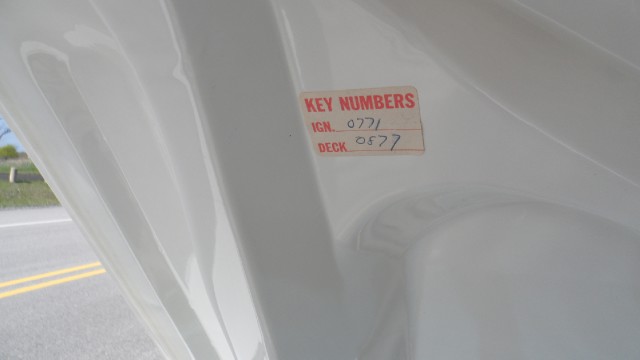 KEY NUMBERS
IGN. 0771
DECK 0577